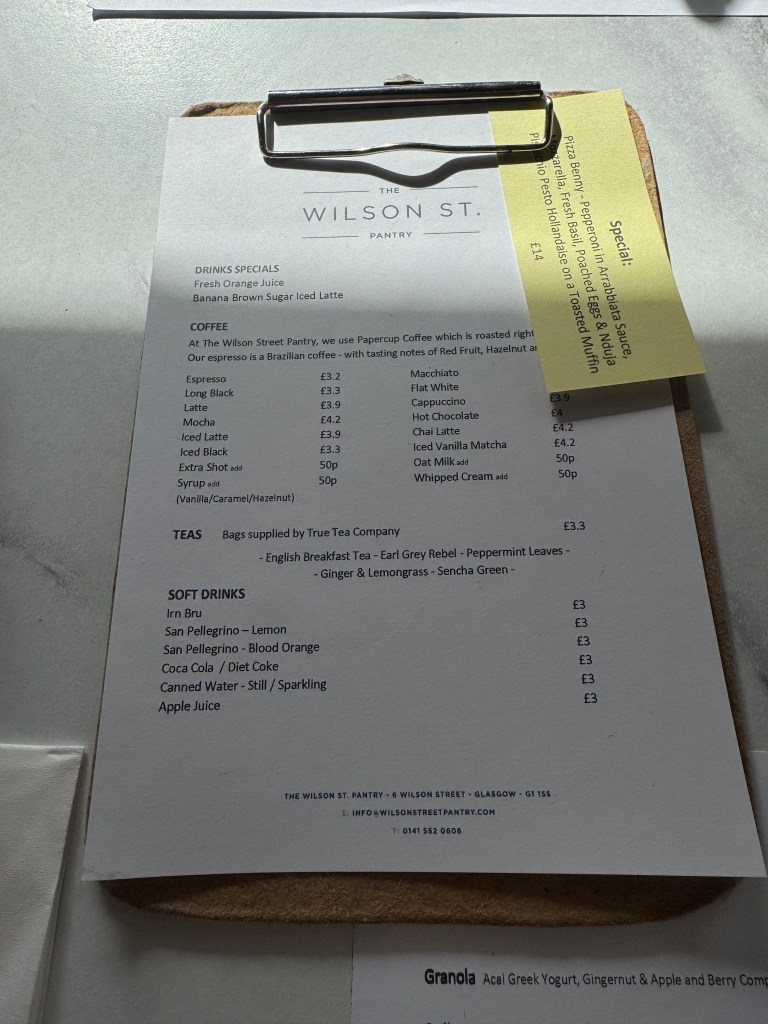 THE
WILSON ST.
PANTRY
DRINKS SPECIALS
Fresh Orange Juice
Banana Brown Sugar Iced Latte
COFFEE
At The Wilson Street Pantry, we use Papercup Coffee which is roasted right
Our espresso is a Brazilian coffee - with tasting notes of Red Fruit, Hazelnut
Espresso £3.2
Long Black £3.3
Latte £3.9
Mocha £4.2
Iced Latte £3.9
Iced Black £3.3
Extra Shot add 50p
Syrup add 50p
(Vanilla/Caramel/Hazelnut)
Macchiato
Flat White
Cappuccino £3.9
Hot Chocolate £4
Chai Latte £4.2
Iced Vanilla Matcha £4.2
Oat Milk add 50p
Whipped Cream add 50p
TEAS Bags supplied by True Tea Company £3.3
- English Breakfast Tea - Earl Grey Rebel - Peppermint Leaves -
- Ginger & Lemongrass - Sencha Green -
SOFT DRINKS
Irn Bru £3
San Pellegrino – Lemon £3
San Pellegrino - Blood Orange £3
Coca Cola / Diet Coke £3
Canned Water - Still / Sparkling £3
Apple Juice £3
THE WILSON ST. PANTRY - 6 WILSON STREET - GLASGOW - G1 1SS
E: INFO@WILSONSTREETPANTRY.COM
T: 0141 552 0606
Special:
Pizza Benny - Pepperoni in Arrabbiata Sauce,
Fresh Basil, Poached Eggs & Nduja
Pesto Hollandaise on a Toasted Muffin
£14
Granola Acai Greek Yogurt, Gingernut & Apple and Berry